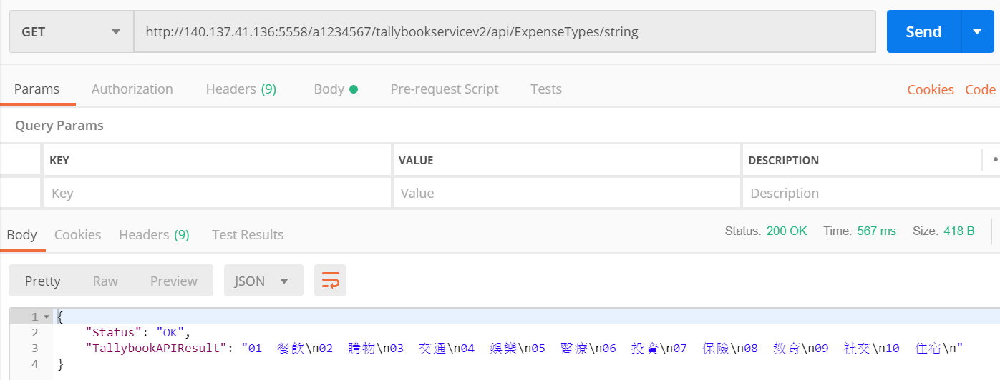 GET http://140.137.41.136:5558/a1234567/tallybookservicev2/api/ExpenseTypes/string Send
Params Authorization Headers (9) Body Pre-request Script Tests Cookies Code
Query Params
KEY VALUE DESCRIPTION
Key Value Description
Body Cookies Headers (9) Test Results Status: 200 OK Time: 567 ms Size: 418 B
Pretty Raw Preview JSON
1 {
2 "Status": "OK",
3 "TallybookAPIResult": "01  餐飲\n02  購物\n03  交通\n04  娛樂\n05  醫療\n06  投資\n07  保險\n08  教育\n09  社交\n10  住宿\n"
4 }